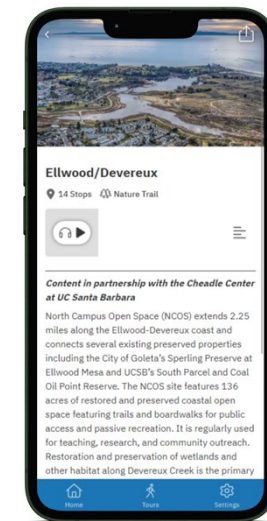 Ellwood/Devereux
14 Stops Nature Trail
Content in partnership with the Cheadle Center
at UC Santa Barbara
North Campus Open Space (NCOS) extends 2.25
miles along the Ellwood-Devereux coast and
connects several existing preserved properties
including the City of Goleta's Sperling Preserve at
Ellwood Mesa and UCSB's South Parcel and Coal
Oil Point Reserve. The NCOS site features 136
acres of restored and preserved coastal open
space featuring trails and boardwalks for public
access and passive recreation. It is regularly used
for teaching, research, and community outreach.
Restoration and preservation of wetlands and
other habitat along Devereux Creek is the primary
Home Tours Settings